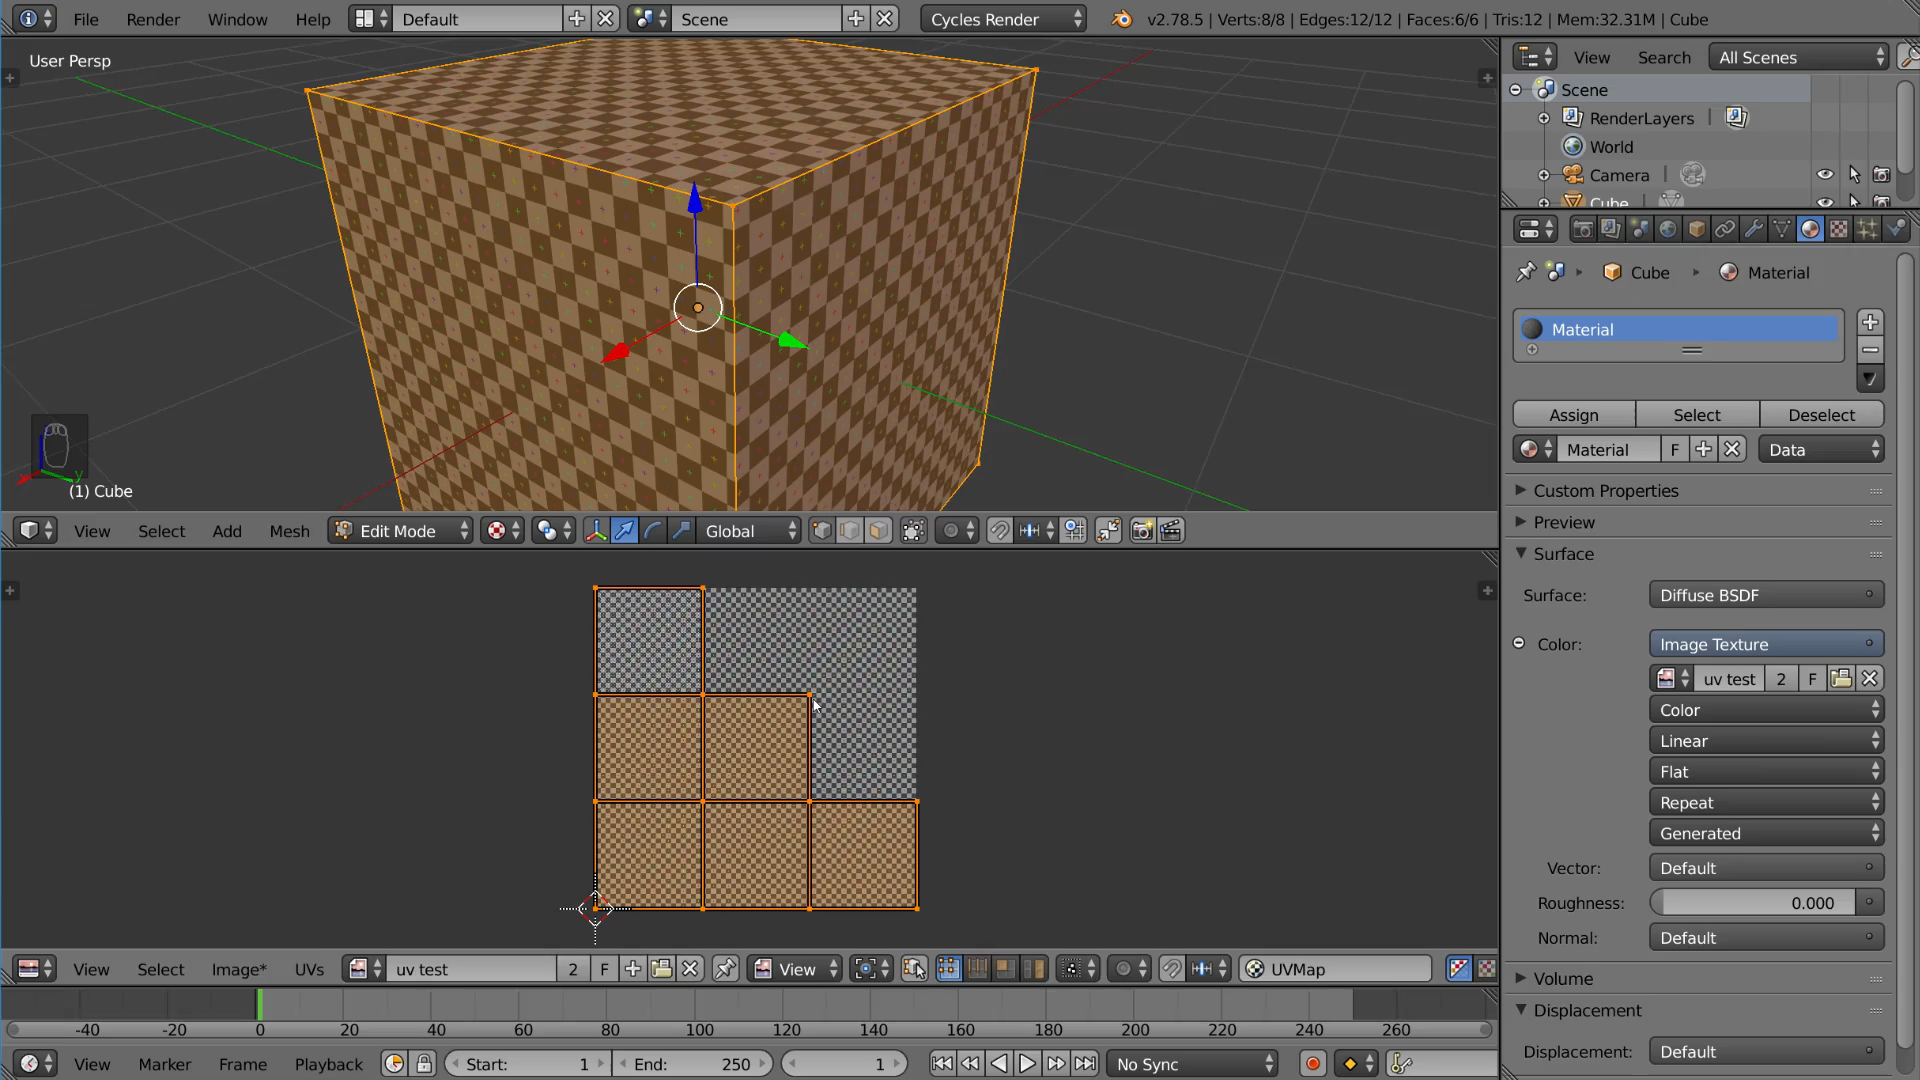 File Render Window Help Default Scene Cycles Render v2.78.5 | Verts:8/8 | Edges:12/12 | Faces:6/6 | Tris:12 | Mem:32.31M | Cube
User Persp
View Search All Scenes
Scene
RenderLayers
World
Camera
Cube
Cube Material
Material
Assign Select Deselect
Material F Data
y
(1) Cube
Custom Properties
Preview
View Select Add Mesh Edit Mode Global
Surface
Surface: Diffuse BSDF
Color: Image Texture
uv test 2 F
Color
Linear
Flat
Repeat
Generated
Vector: Default
Roughness: 0.000
Normal: Default
View Select Image* UVs uv test 2 F View UVMap
Volume
Displacement
-40 -20 0 20 40 60 80 100 120 140 160 180 200 220 240 260
Displacement: Default
View Marker Frame Playback Start: 1 End: 250 1 No Sync